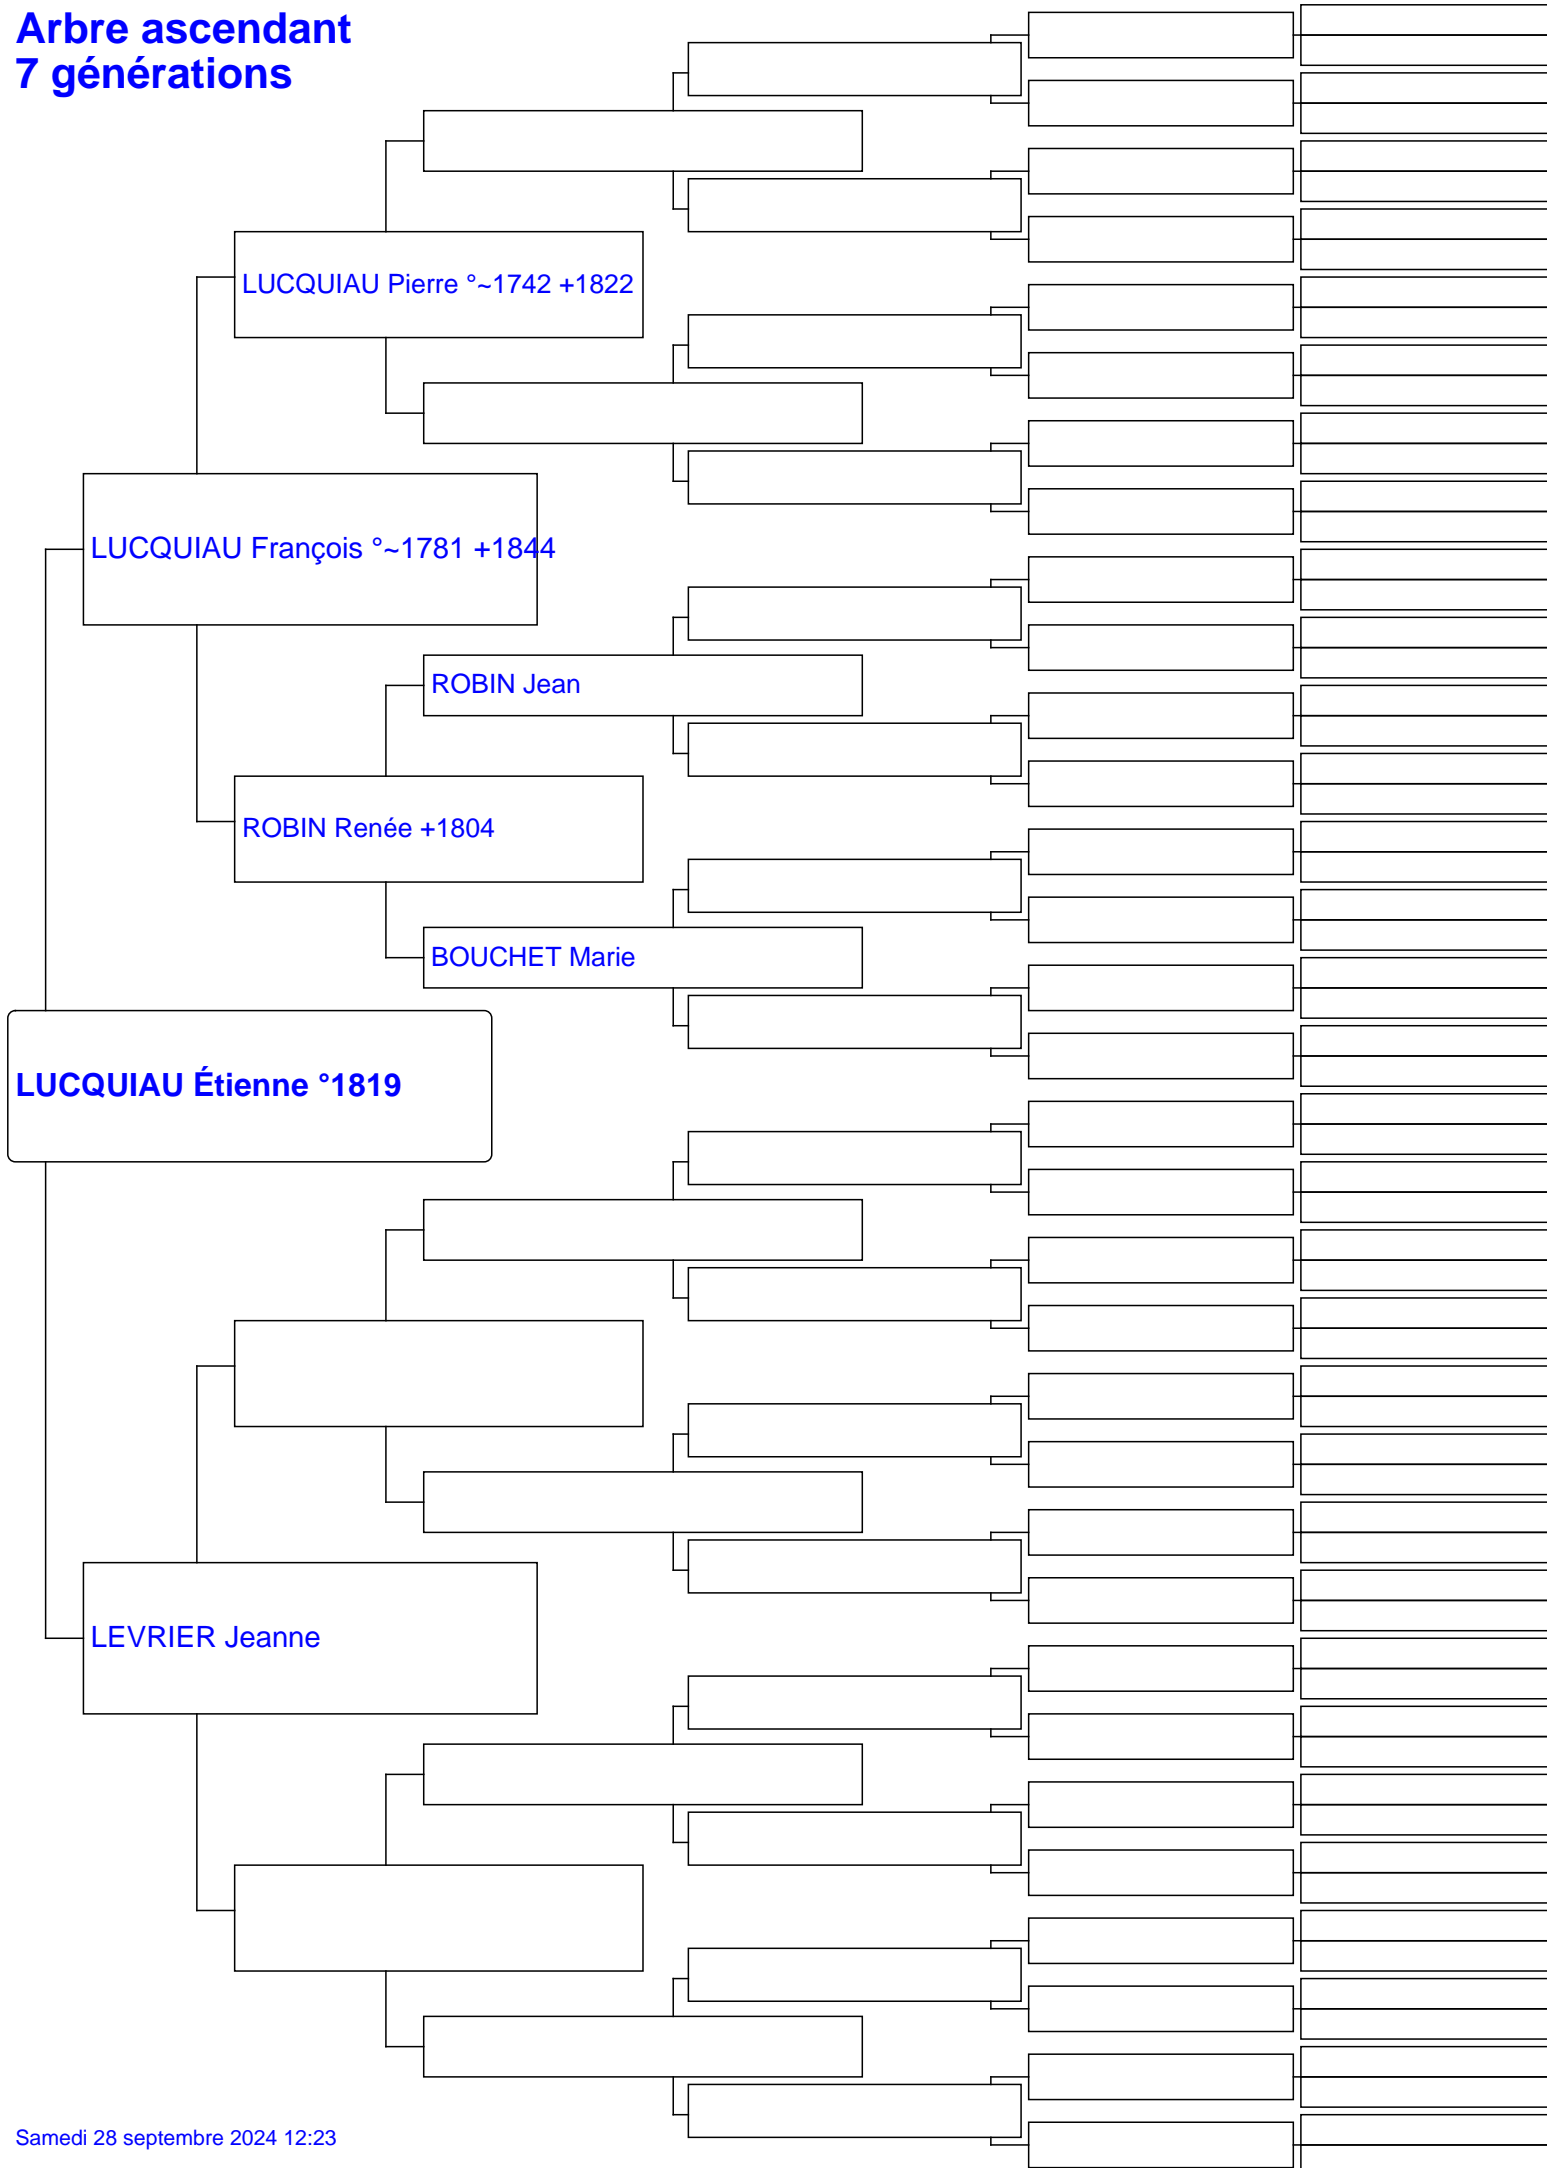 Arbre ascendant
7 générations
LUCQUIAU Pierre °~1742 +1822
LUCQUIAU François °~1781 +1844
ROBIN Jean
ROBIN Renée +1804
BOUCHET Marie
LUCQUIAU Étienne °1819
LEVRIER Jeanne
Samedi 28 septembre 2024 12:23